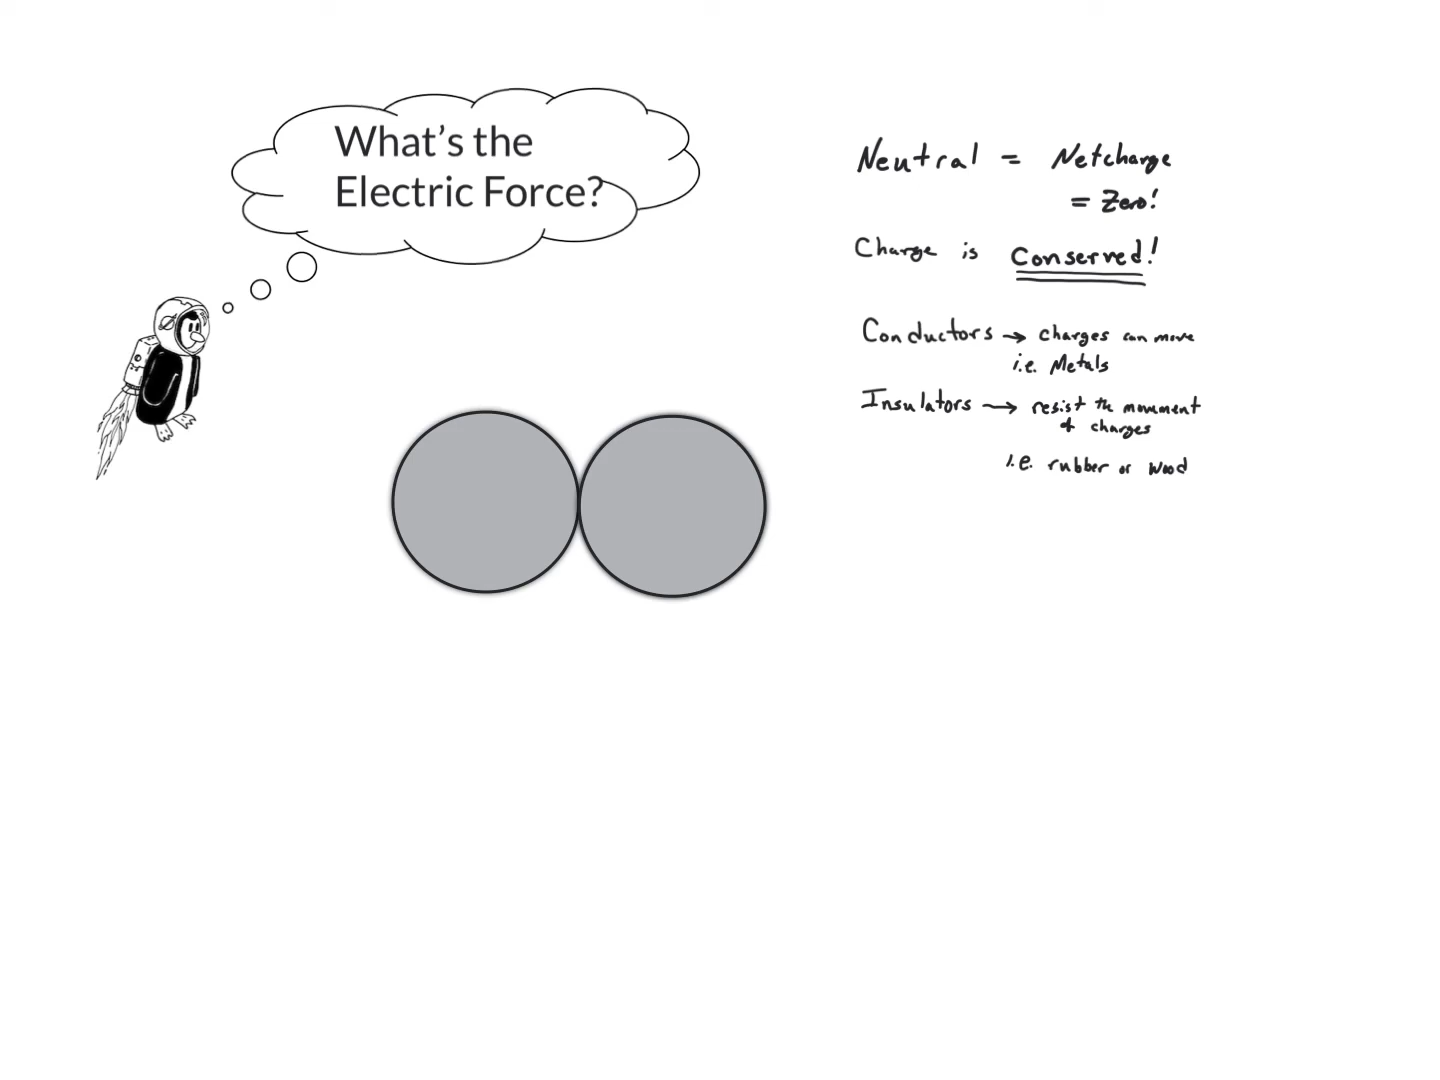 What's the
Electric Force?
Neutral = Netcharge
= Zero!
Charge is Conserved!
Conductors → charges can move
i.e. Metals
Insulators → resist the movment
of charges
i.e. rubber or wood